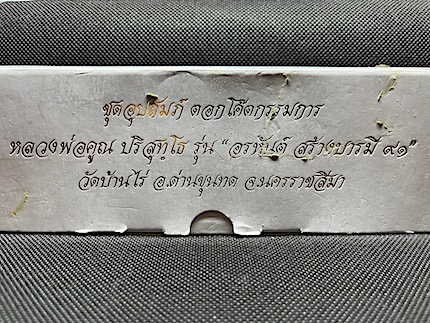 ชุดอุปถัมภ์ ตอกโค๊ดกรรมการ
หลวงพ่อคูณ ปริสุทฺโธ รุ่น "อรหันต์ สร้างบารมี ๙๑"
วัดบ้านไร่ อ.ด่านขุนทด จ.นครราชสีมา